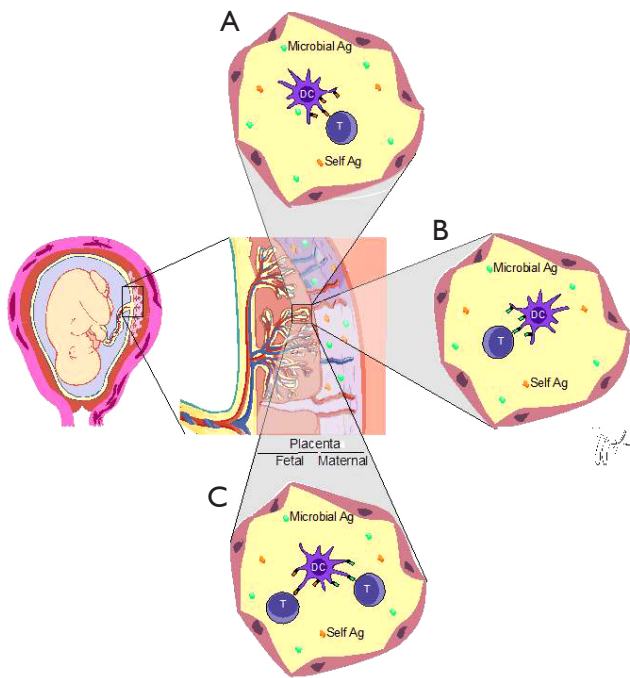 A
Microbial Ag
DC
T
Self Ag
B
Microbial Ag
DC
T
Self Ag
Placenta
Fetal Maternal
C
Microbial Ag
DC
T
T
Self Ag